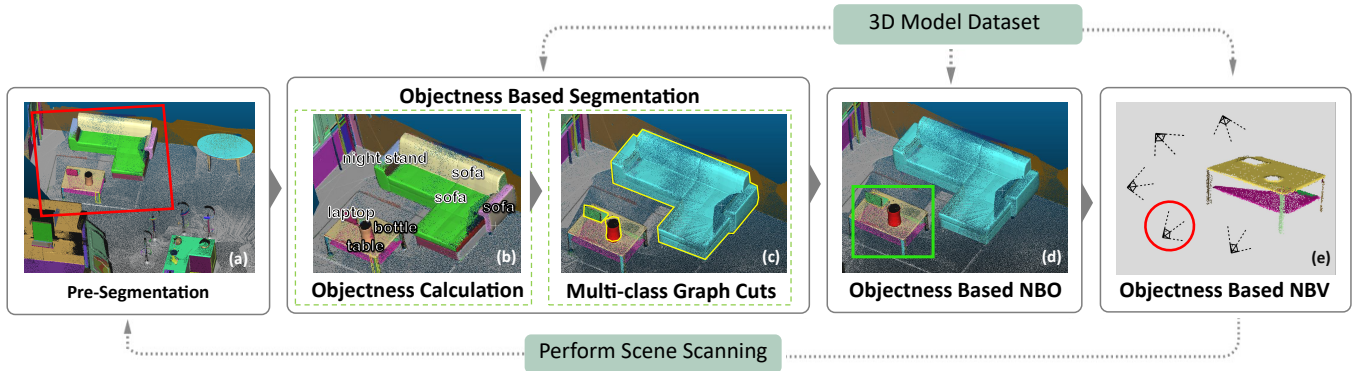 3D Model Dataset
Objectness Based Segmentation
night stand
sofa
sofa
sofa
laptop
bottle
table
(a)
(b)
(c)
(d)
(e)
Pre-Segmentation
Objectness Calculation
Multi-class Graph Cuts
Objectness Based NBO
Objectness Based NBV
Perform Scene Scanning